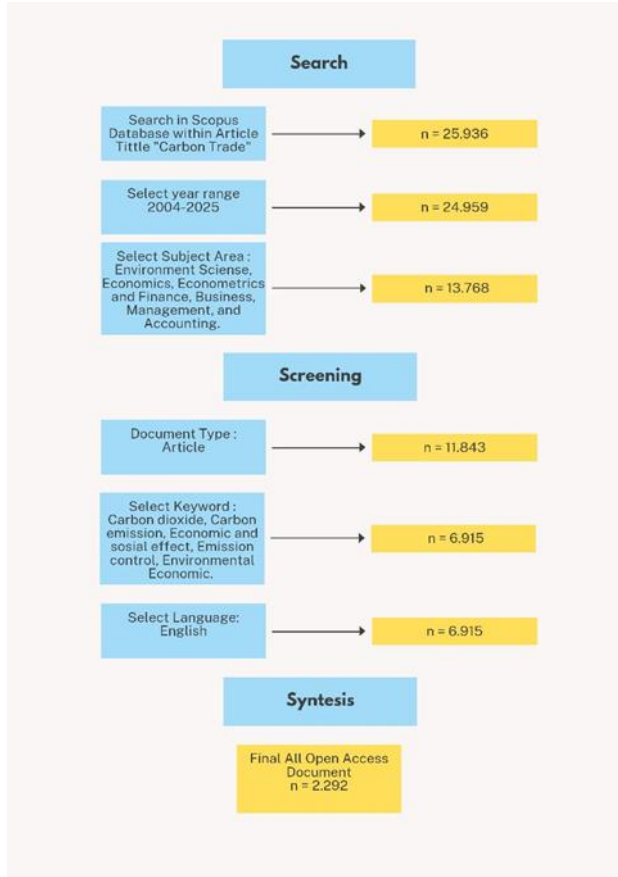 Search
Search in Scopus
Database within Article
Tittle "Carbon Trade"
n = 25.936
Select year range
2004-2025
n = 24.959
Select Subject Area :
Environment Sciense,
Economics, Econometrics
and Finance, Business,
Management, and
Accounting.
n = 13.768
Screening
Document Type :
Article
n = 11.843
Select Keyword :
Carbon dioxide, Carbon
emission, Economic and
sosial effect, Emission
control, Environmental
Economic.
n = 6.915
Select Language:
English
n = 6.915
Syntesis
Final All Open Access
Document
n = 2.292